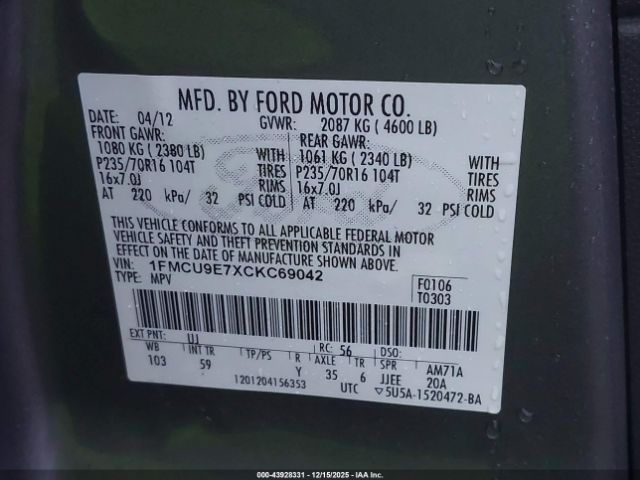 MFD. BY FORD MOTOR CO.
DATE: 04/12 GVWR: 2087 KG ( 4600 LB)
FRONT GAWR: REAR GAWR:
1080 KG ( 2380 LB) WITH 1061 KG ( 2340 LB) WITH
P235/70R16 104T TIRES P235/70R16 104T TIRES
16x7.0J RIMS 16x7.0J RIMS
AT 220 kPa/ 32 PSI COLD AT 220 kPa/ 32 PSI COLD
THIS VEHICLE CONFORMS TO ALL APPLICABLE FEDERAL MOTOR
VEHICLE SAFETY AND THEFT PREVENTION STANDARDS IN
EFFECT ON THE DATE OF MANUFACTURE SHOWN ABOVE.
VIN: 1FMCU9E7XCKC69042 F0106
TYPE: MPV T0303
EXT PNT: UJ RC: 56 DSO:
WB INT TR TP/PS R AXLE TR SPR AM71A
103 59 Y 35 6 JJEE 20A
1201204156353 UTC ▽5U5A-1520472-BA
000-43928331 - 12/15/2025 - IAA Inc.